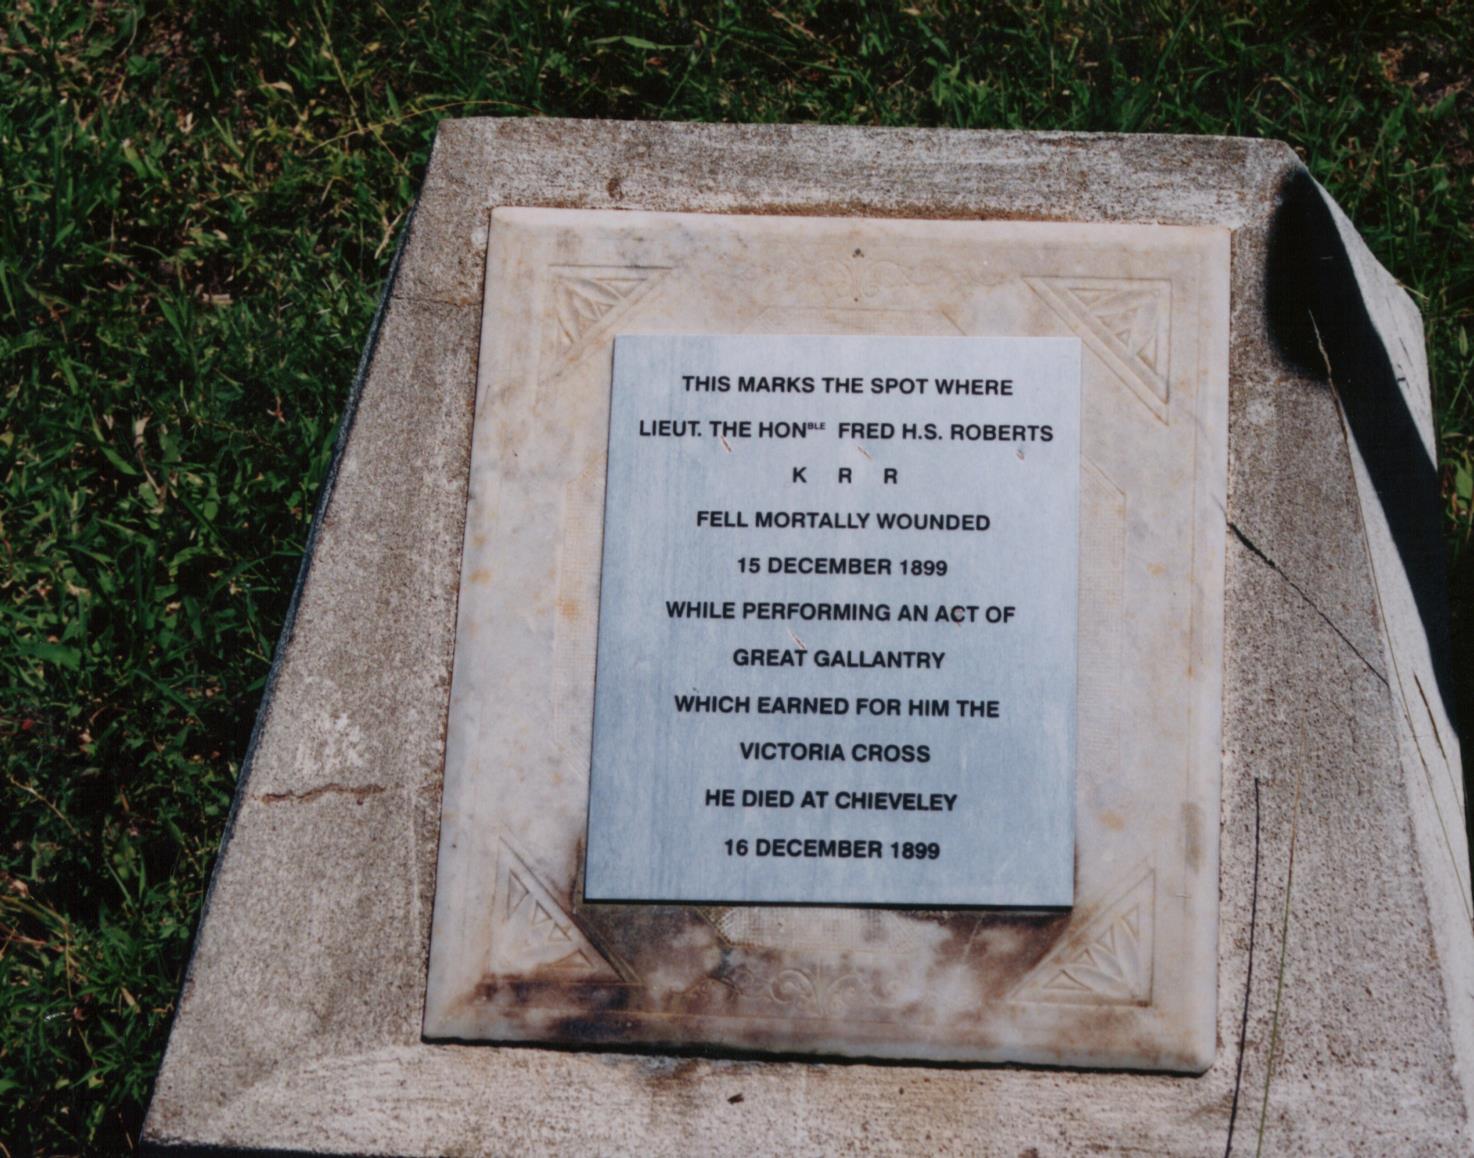 THIS MARKS THE SPOT WHERE
LIEUT. THE HONBLE FRED H.S. ROBERTS
K R R
FELL MORTALLY WOUNDED
15 DECEMBER 1899
WHILE PERFORMING AN ACT OF
GREAT GALLANTRY
WHICH EARNED FOR HIM THE
VICTORIA CROSS
HE DIED AT CHIEVELEY
16 DECEMBER 1899